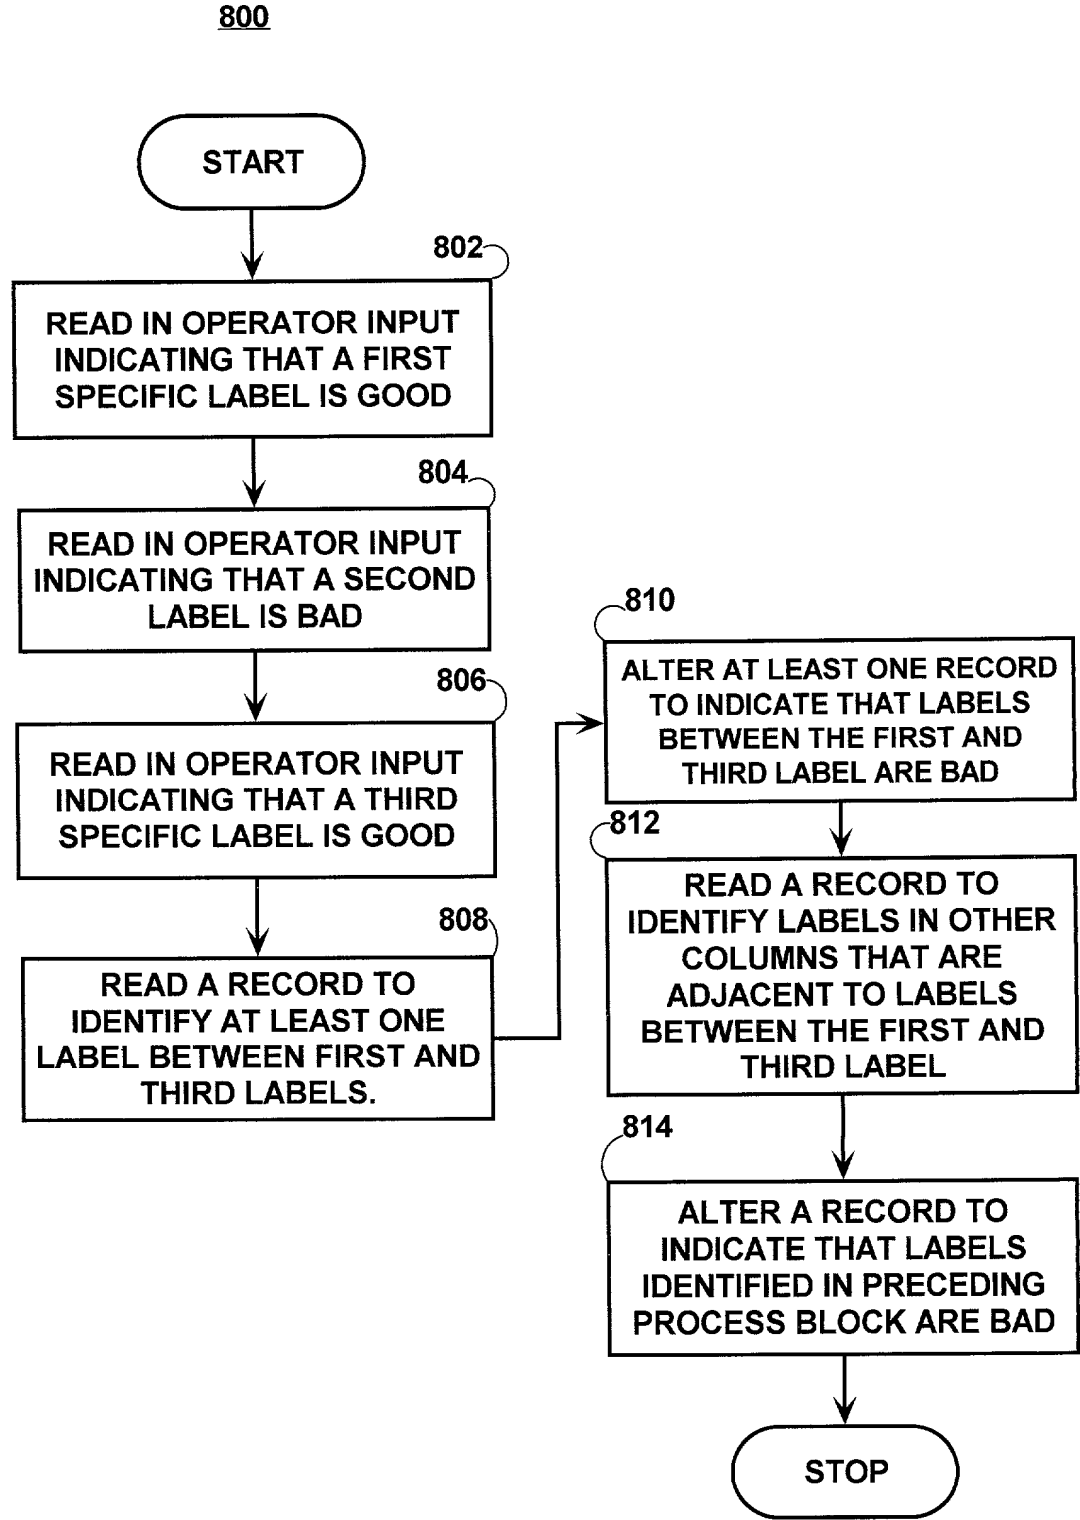 800
START
802
READ IN OPERATOR INPUT
INDICATING THAT A FIRST
SPECIFIC LABEL IS GOOD
804
READ IN OPERATOR INPUT
INDICATING THAT A SECOND
LABEL IS BAD
806
READ IN OPERATOR INPUT
INDICATING THAT A THIRD
SPECIFIC LABEL IS GOOD
808
READ A RECORD TO
IDENTIFY AT LEAST ONE
LABEL BETWEEN FIRST AND
THIRD LABELS.
810
ALTER AT LEAST ONE RECORD
TO INDICATE THAT LABELS
BETWEEN THE FIRST AND
THIRD LABEL ARE BAD
812
READ A RECORD TO
IDENTIFY LABELS IN OTHER
COLUMNS THAT ARE
ADJACENT TO LABELS
BETWEEN THE FIRST AND
THIRD LABEL
814
ALTER A RECORD TO
INDICATE THAT LABELS
IDENTIFIED IN PRECEDING
PROCESS BLOCK ARE BAD
STOP